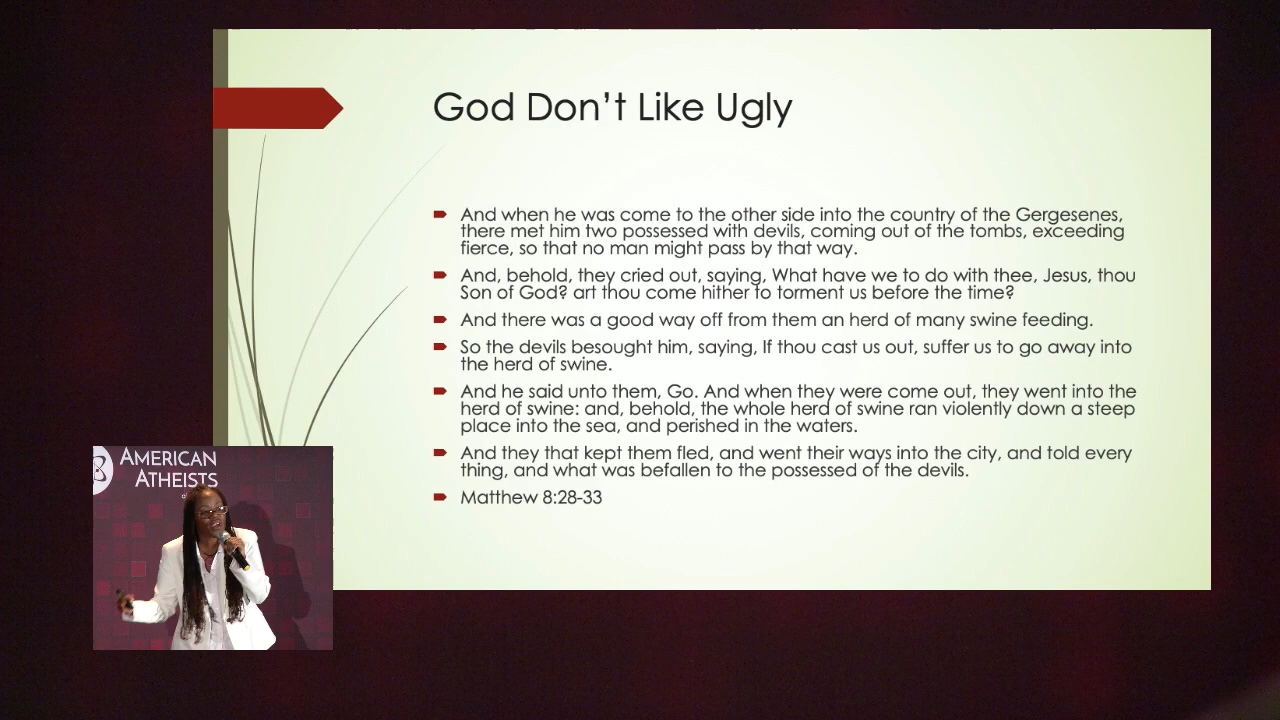 God Don't Like Ugly
And when he was come to the other side into the country of the Gergesenes,
there met him two possessed with devils, coming out of the tombs, exceeding
fierce, so that no man might pass by that way.
And, behold, they cried out, saying, What have we to do with thee, Jesus, thou
Son of God? art thou come hither to torment us before the time?
And there was a good way off from them an herd of many swine feeding.
So the devils besought him, saying, If thou cast us out, suffer us to go away into
the herd of swine.
And he said unto them, Go. And when they were come out, they went into the
herd of swine: and, behold, the whole herd of swine ran violently down a steep
place into the sea, and perished in the waters.
And they that kept them fled, and went their ways into the city, and told every
thing, and what was befallen to the possessed of the devils.
Matthew 8:28-33
AMERICAN
ATHEISTS